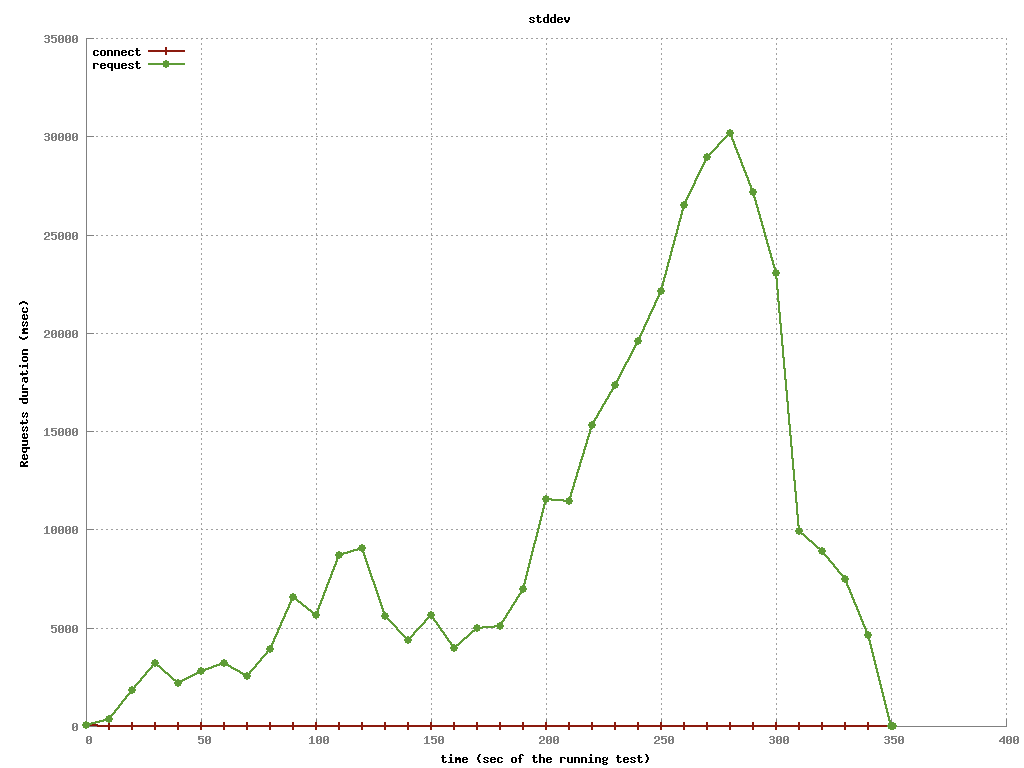 stddev
35000
connect
request
30000
25000
20000
15000
10000
5000
0
Requests duration (msec)
0 50 100 150 200 250 300 350 400
time (sec of the running test)